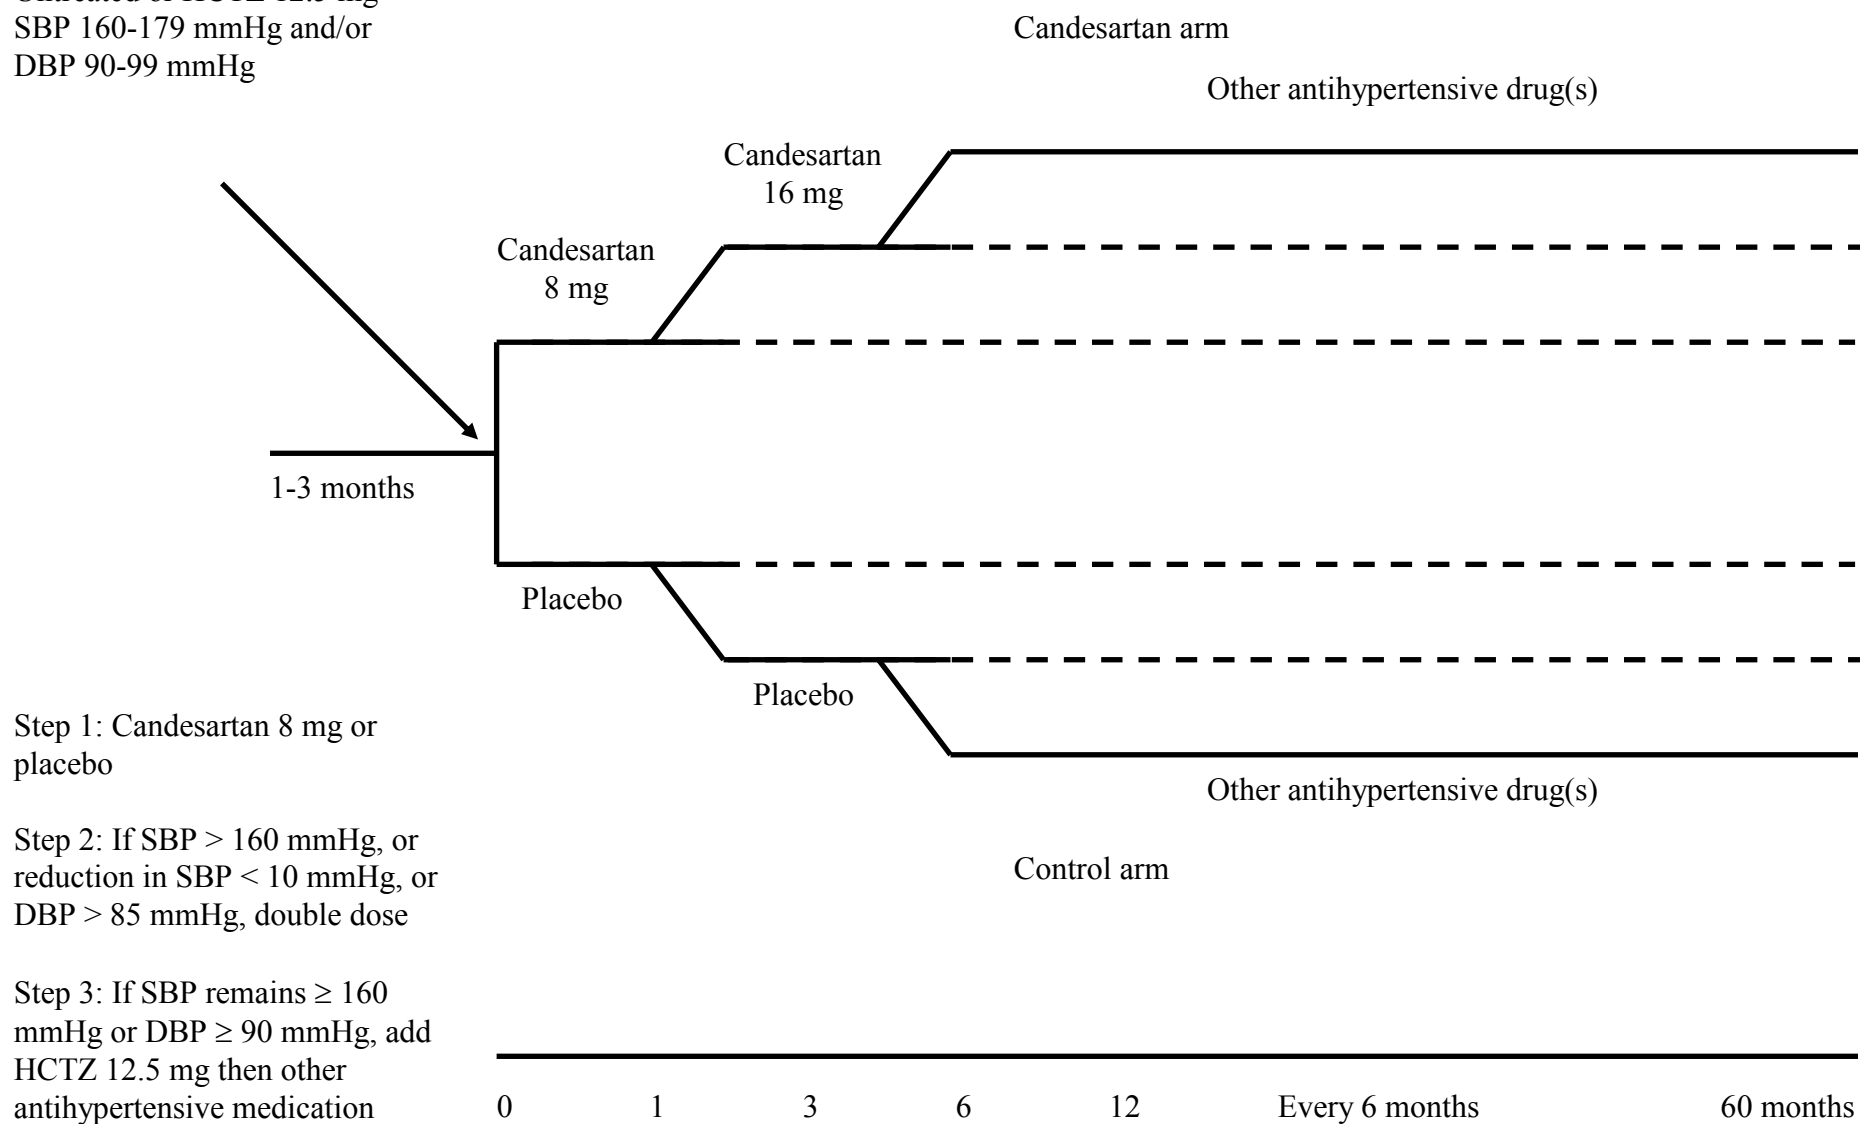 SBP 160-179 mmHg and/or
DBP 90-99 mmHg
Candesartan arm
Other antihypertensive drug(s)
Candesartan
16 mg
Candesartan
8 mg
1-3 months
Placebo
Placebo
Other antihypertensive drug(s)
Control arm
Step 1: Candesartan 8 mg or
placebo
Step 2: If SBP > 160 mmHg, or
reduction in SBP < 10 mmHg, or
DBP > 85 mmHg, double dose
Step 3: If SBP remains ≥ 160
mmHg or DBP ≥ 90 mmHg, add
HCTZ 12.5 mg then other
antihypertensive medication
0 1 3 6 12 Every 6 months 60 months